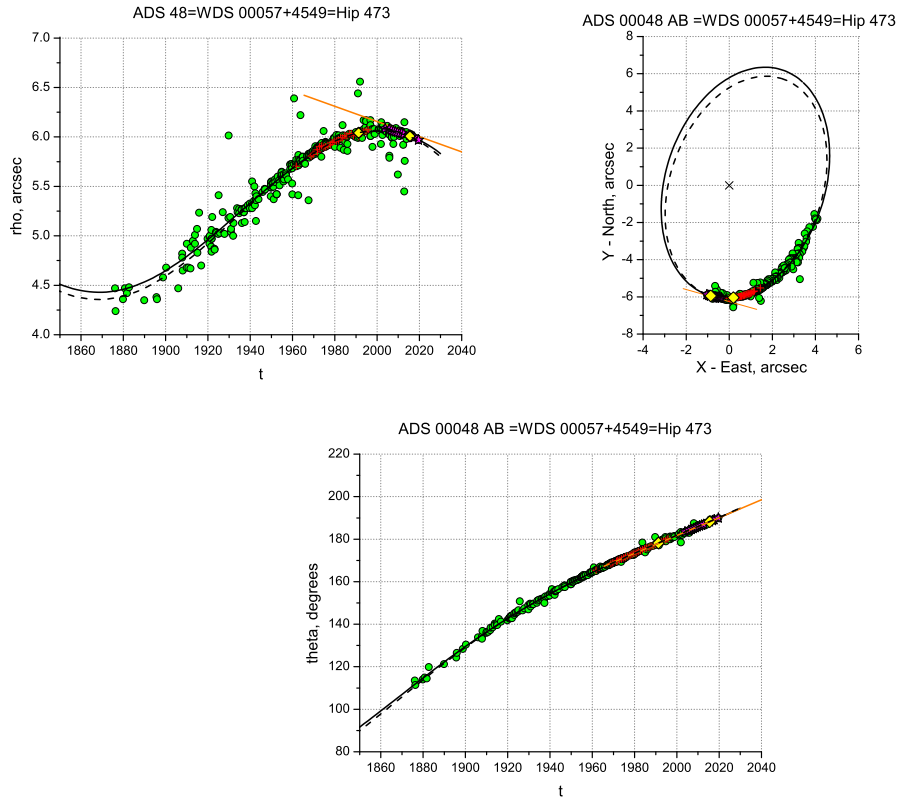 ADS 48=WDS 00057+4549=Hip 473
7.0
6.5
6.0
5.5
5.0
4.5
4.0
rho, arcsec
1860 1880 1900 1920 1940 1960 1980 2000 2020 2040
t
ADS 00048 AB =WDS 00057+4549=Hip 473
8
6
4
2
0
-2
-4
-6
-8
Y - North, arcsec
-4 -2 0 2 4 6
X - East, arcsec
ADS 00048 AB =WDS 00057+4549=Hip 473
220
200
180
160
140
120
100
80
theta, degrees
1860 1880 1900 1920 1940 1960 1980 2000 2020 2040
t